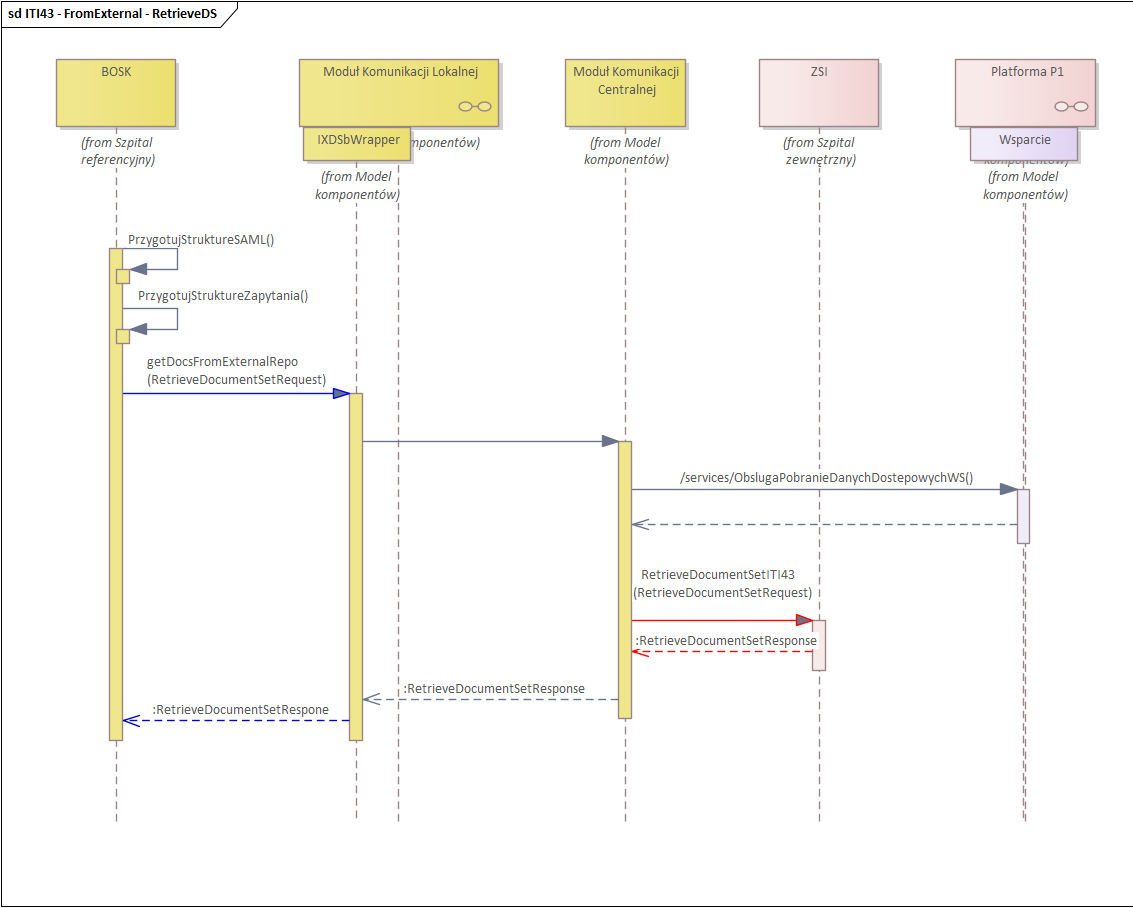 sd ITI43 - FromExternal - RetrieveDS
BOSK
Moduł Komunikacji Lokalnej
Moduł Komunikacji
Centralnej
ZSI
Platforma P1
IXDSbWrapper
Wsparcie
(from Szpital
referencyjny)
mponentów)
(from Model
komponentów)
(from Model
komponentów)
(from Szpital
zewnętrzny)
komponentów)
(from Model
komponentów)
PrzygotujStruktureSAML()
PrzygotujStruktureZapytania()
getDocsFromExternalRepo
(RetrieveDocumentSetRequest)
/services/ObslugaPobranieDanychDostepowychWS()
RetrieveDocumentSetITI43
(RetrieveDocumentSetRequest)
:RetrieveDocumentSetResponse
:RetrieveDocumentSetResponse
:RetrieveDocumentSetRespone